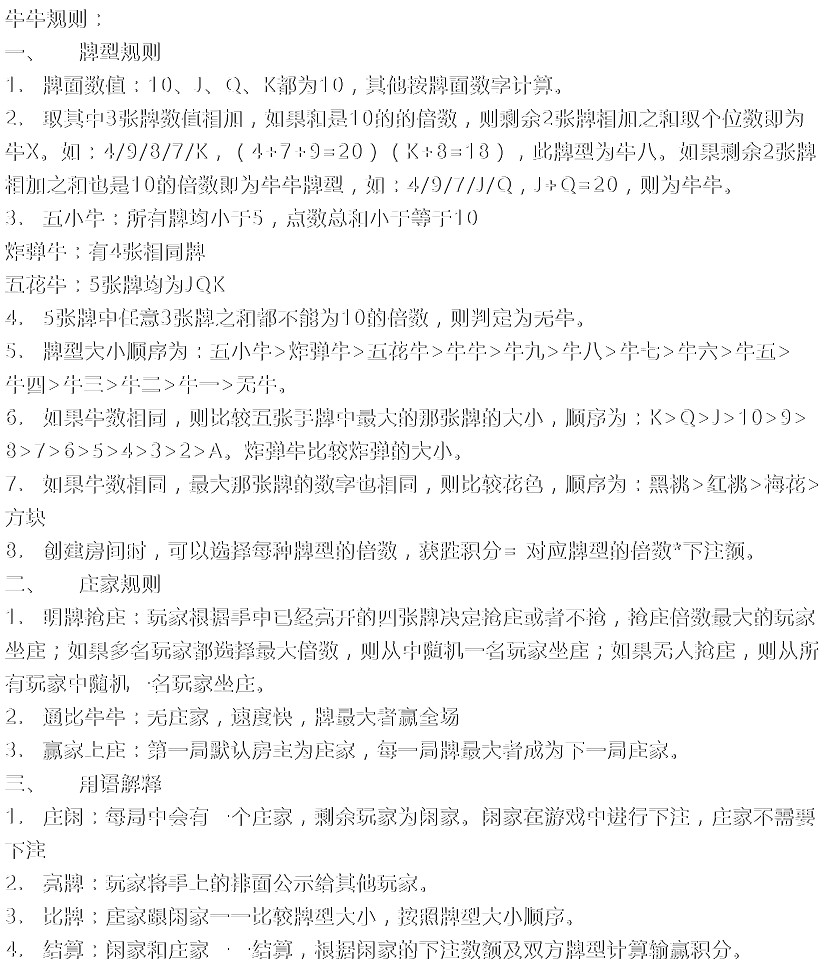 牛牛规则：
一、 牌型规则
1. 牌面数值：10、J、Q、K都为10，其他按牌面数字计算。
2. 取其中3张牌数值相加，如果和是10的的倍数，则剩余2张牌相加之和取个位数即为
牛X。如：4/9/8/7/K，（4+7+9=20）（K+8=18），此牌型为牛八。如果剩余2张牌
相加之和也是10的倍数即为牛牛牌型，如：4/9/7/J/Q，J+Q=20，则为牛牛。
3. 五小牛：所有牌均小于5，点数总和小于等于10
炸弹牛：有4张相同牌
五花牛：5张牌均为JQK
4. 5张牌中任意3张牌之和都不能为10的倍数，则判定为无牛。
5. 牌型大小顺序为：五小牛>炸弹牛>五花牛>牛牛>牛九>牛八>牛七>牛六>牛五>
牛四>牛三>牛二>牛一>无牛。
6. 如果牛数相同，则比较五张手牌中最大的那张牌的大小，顺序为：K>Q>J>10>9>
8>7>6>5>4>3>2>A。炸弹牛比较炸弹的大小。
7. 如果牛数相同，最大那张牌的数字也相同，则比较花色，顺序为：黑桃>红桃>梅花>
方块
8. 创建房间时，可以选择每种牌型的倍数，获胜积分= 对应牌型的倍数*下注额。
二、 庄家规则
1. 明牌抢庄：玩家根据手中已经亮开的四张牌决定抢庄或者不抢，抢庄倍数最大的玩家
坐庄；如果多名玩家都选择最大倍数，则从中随机一名玩家坐庄；如果无人抢庄，则从所
有玩家中随机一名玩家坐庄。
2. 通比牛牛：无庄家，速度快，牌最大者赢全场
3. 赢家上庄：第一局默认房主为庄家，每一局牌最大者成为下一局庄家。
三、 用语解释
1. 庄闲：每局中会有一个庄家，剩余玩家为闲家。闲家在游戏中进行下注，庄家不需要
下注
2. 亮牌：玩家将手上的排面公示给其他玩家。
3. 比牌：庄家跟闲家一一比较牌型大小，按照牌型大小顺序。
4. 结算：闲家和庄家一一结算，根据闲家的下注数额及双方牌型计算输赢积分。